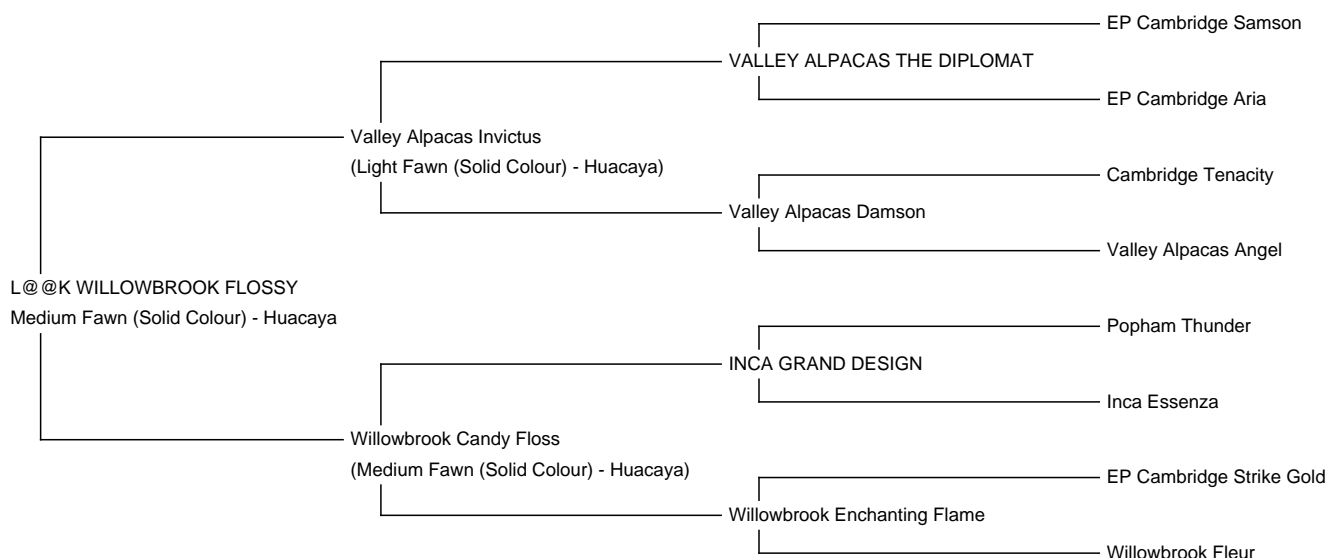 EP Cambridge Samson
VALLEY ALPACAS THE DIPLOMAT
EP Cambridge Aria
Valley Alpacas Invictus
(Light Fawn (Solid Colour) - Huacaya)
Cambridge Tenacity
Valley Alpacas Damson
Valley Alpacas Angel
L@@K WILLOWBROOK FLOSSY
Medium Fawn (Solid Colour) - Huacaya
Popham Thunder
INCA GRAND DESIGN
Inca Essenza
Willowbrook Candy Floss
(Medium Fawn (Solid Colour) - Huacaya)
EP Cambridge Strike Gold
Willowbrook Enchanting Flame
Willowbrook Fleur